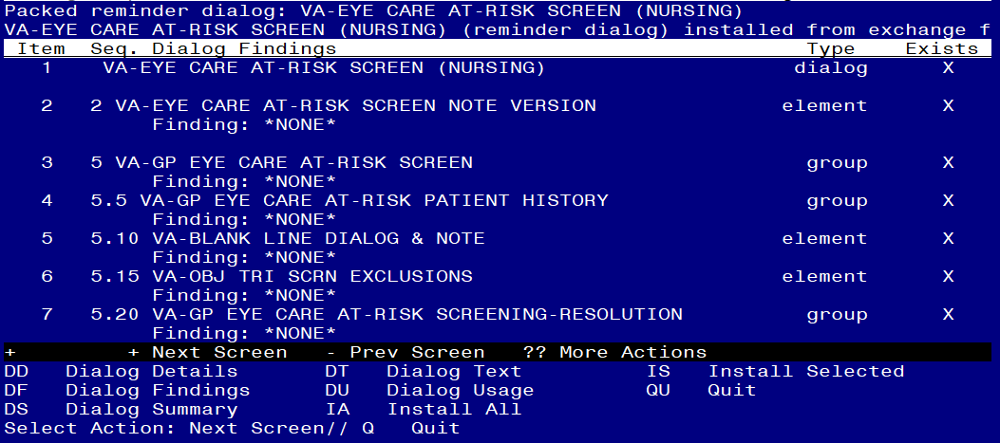 Packed reminder dialog: VA-EYE CARE AT-RISK SCREEN (NURSING)
VA-EYE CARE AT-RISK SCREEN (NURSING) (reminder dialog) installed from exchange f
Item Seq. Dialog Findings Type Exists
1 VA-EYE CARE AT-RISK SCREEN (NURSING) dialog X
2 2 VA-EYE CARE AT-RISK SCREEN NOTE VERSION element X
Finding: *NONE*
3 5 VA-GP EYE CARE AT-RISK SCREEN group X
Finding: *NONE*
4 5.5 VA-GP EYE CARE AT-RISK PATIENT HISTORY group X
Finding: *NONE*
5 5.10 VA-BLANK LINE DIALOG & NOTE element X
Finding: *NONE*
6 5.15 VA-OBJ TRI SCRN EXCLUSIONS element X
Finding: *NONE*
7 5.20 VA-GP EYE CARE AT-RISK SCREENING-RESOLUTION group X
Finding: *NONE*
+ + Next Screen - Prev Screen ?? More Actions
DD Dialog Details DT Dialog Text IS Install Selected
DF Dialog Findings DU Dialog Usage QU Quit
DS Dialog Summary IA Install All
Select Action: Next Screen// Q Quit